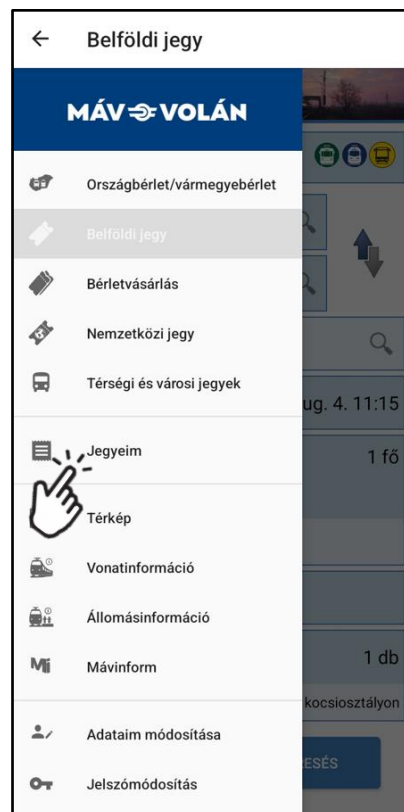 Belföldi jegy
MÁV VOLÁN
Országbérlet/vármegyebérlet
Belföldi jegy
Bérletvásárlás
Nemzetközi jegy
Térségi és városi jegyek
ug. 4. 11:15
Jegyeim
1 fő
Térkép
Vonatinformáció
Állomásinformáció
Mávinform
1 db
kocsiosztályon
Adataim módosítása
ESÉS
Jelszómódosítás